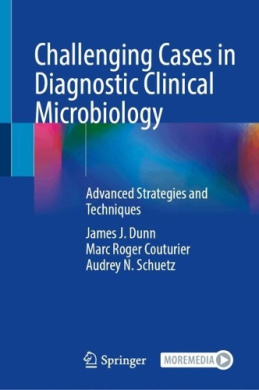 Challenging Cases in
Diagnostic Clinical
Microbiology
Advanced Strategies and
Techniques
James J. Dunn
Marc Roger Couturier
Audrey N. Schuetz
Springer
MOREMEDIA